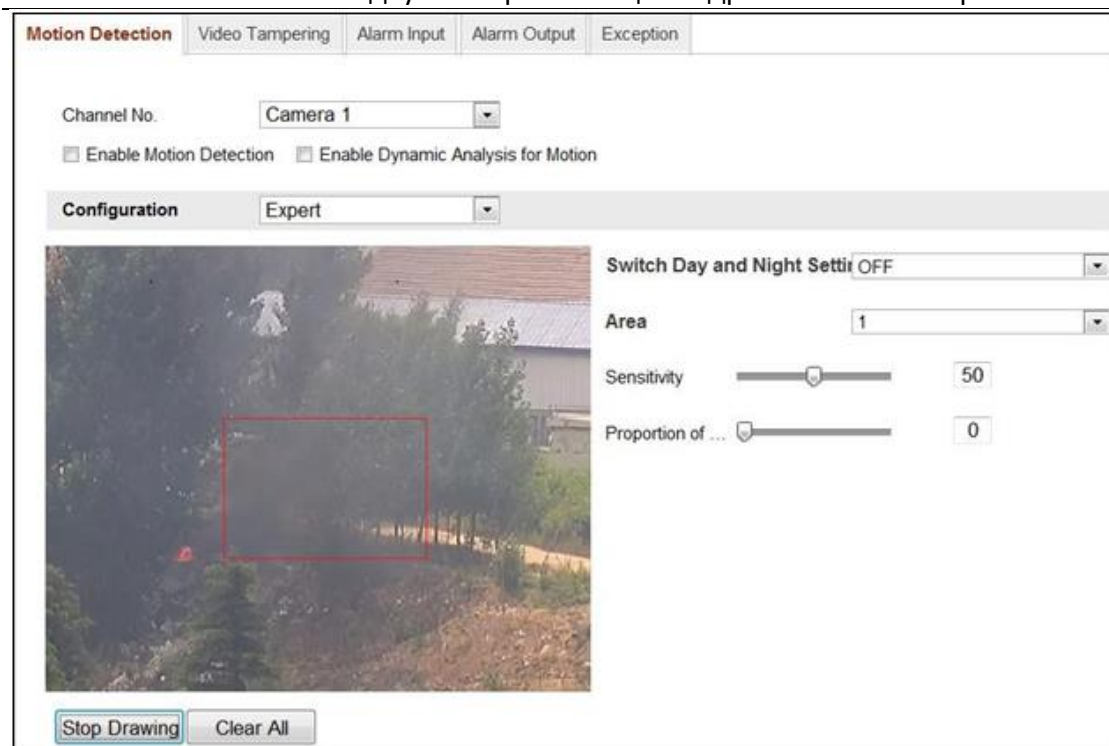 Motion Detection Video Tampering Alarm Input Alarm Output Exception
Channel No. Camera 1
Enable Motion Detection Enable Dynamic Analysis for Motion
Configuration Expert
Switch Day and Night Settin OFF
Area 1
Sensitivity 50
Proportion of ... 0
Stop Drawing Clear All